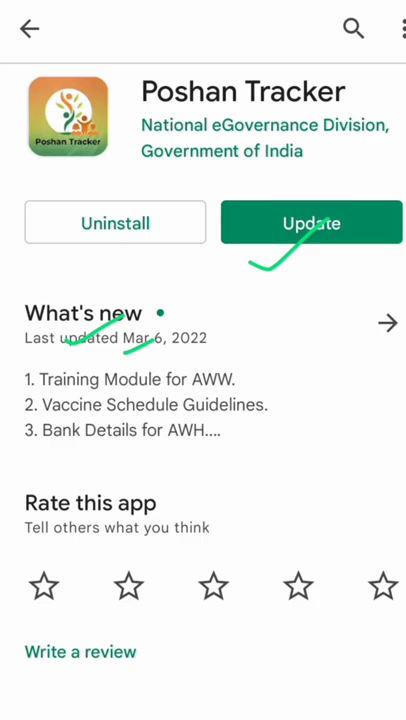 Poshan Tracker
Poshan Tracker
National eGovernance Division,
Government of India
Uninstall
Update
What's new
Last updated Mar 6, 2022
1. Training Module for AWW.
2. Vaccine Schedule Guidelines.
3. Bank Details for AWH....
Rate this app
Tell others what you think
Write a review